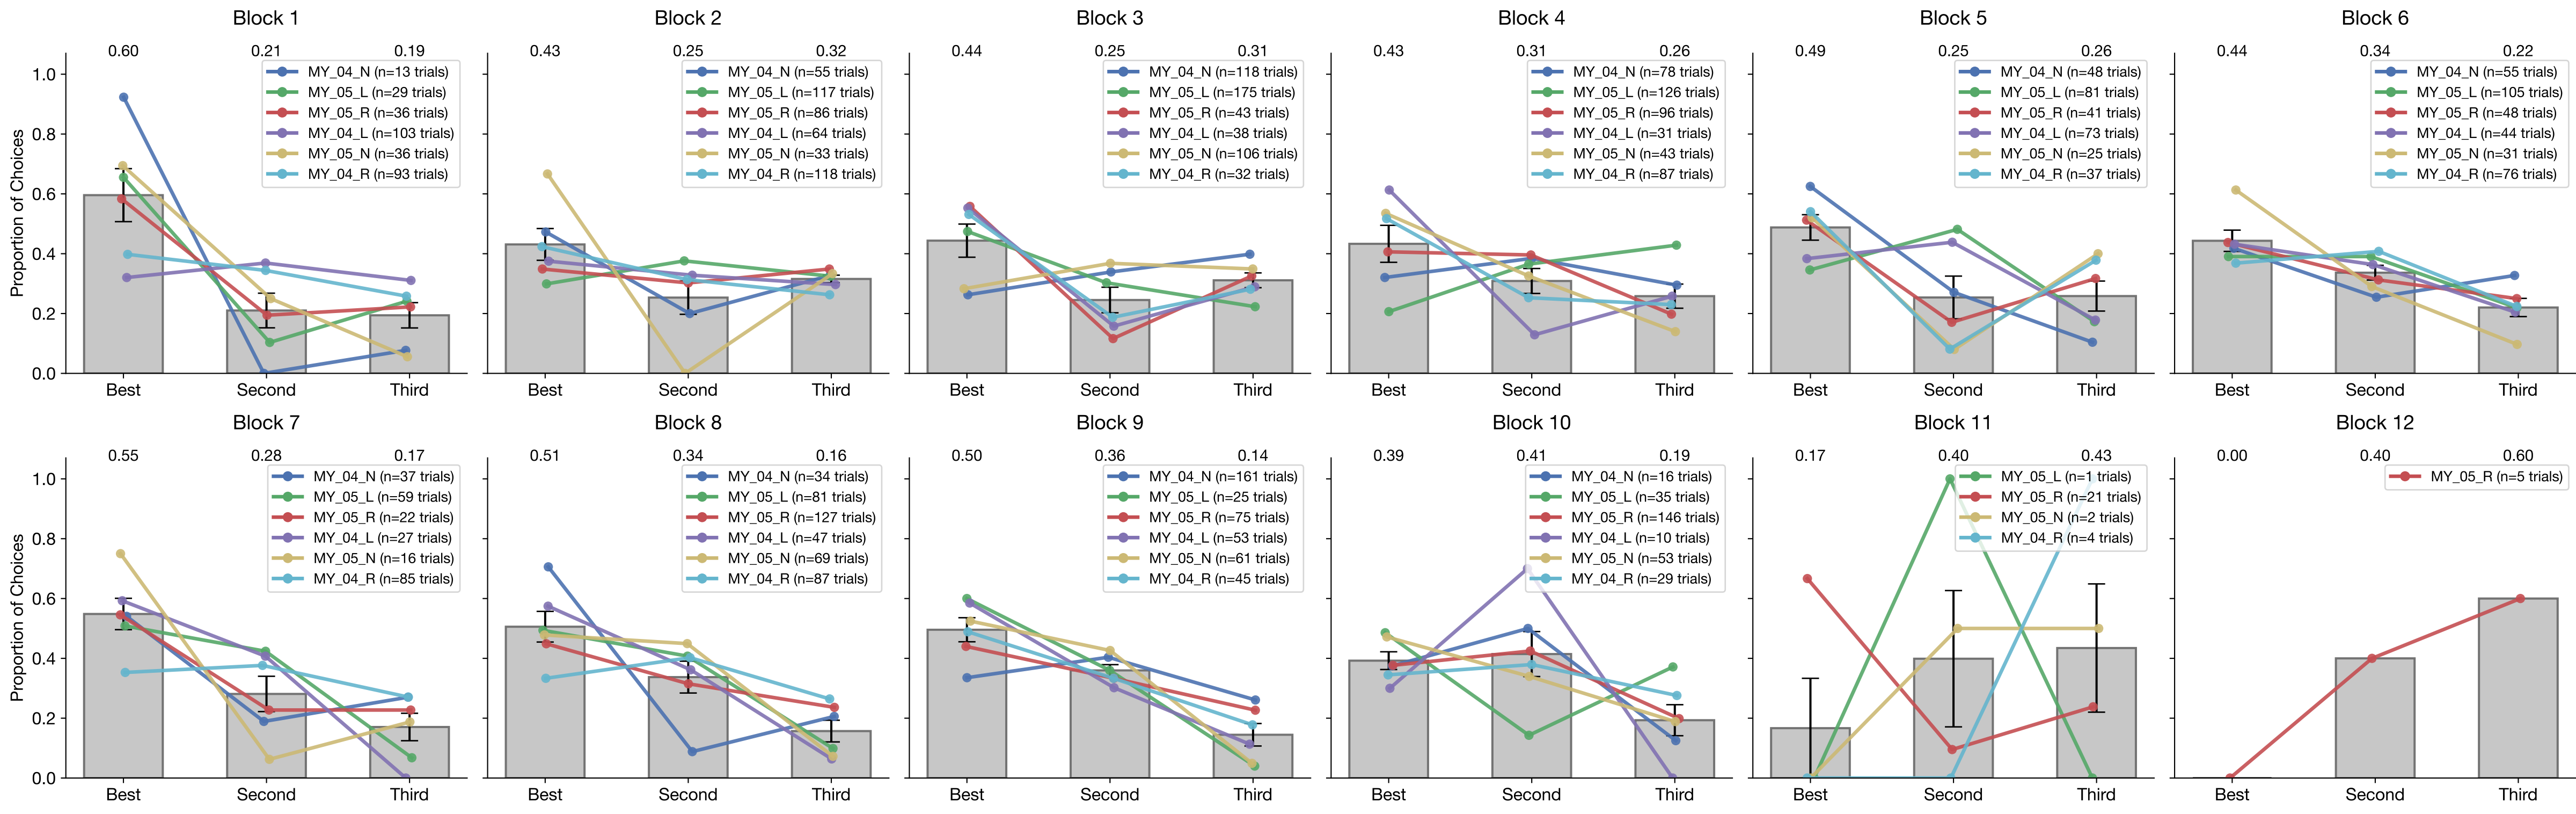 Block 1
0.60 0.21 0.19
MY_04_N (n=13 trials)
MY_05_L (n=29 trials)
MY_05_R (n=36 trials)
MY_04_L (n=103 trials)
MY_05_N (n=36 trials)
MY_04_R (n=93 trials)
Proportion of Choices
1.0
0.8
0.6
0.4
0.2
0.0
Best Second Third
Block 2
0.43 0.25 0.32
MY_04_N (n=55 trials)
MY_05_L (n=117 trials)
MY_05_R (n=86 trials)
MY_04_L (n=64 trials)
MY_05_N (n=33 trials)
MY_04_R (n=118 trials)
Best Second Third
Block 3
0.44 0.25 0.31
MY_04_N (n=118 trials)
MY_05_L (n=175 trials)
MY_05_R (n=43 trials)
MY_04_L (n=38 trials)
MY_05_N (n=106 trials)
MY_04_R (n=32 trials)
Best Second Third
Block 4
0.43 0.31 0.26
MY_04_N (n=78 trials)
MY_05_L (n=126 trials)
MY_05_R (n=96 trials)
MY_04_L (n=31 trials)
MY_05_N (n=43 trials)
MY_04_R (n=87 trials)
Best Second Third
Block 5
0.49 0.25 0.26
MY_04_N (n=48 trials)
MY_05_L (n=81 trials)
MY_05_R (n=41 trials)
MY_04_L (n=73 trials)
MY_05_N (n=25 trials)
MY_04_R (n=37 trials)
Best Second Third
Block 6
0.44 0.34 0.22
MY_04_N (n=55 trials)
MY_05_L (n=105 trials)
MY_05_R (n=48 trials)
MY_04_L (n=44 trials)
MY_05_N (n=31 trials)
MY_04_R (n=76 trials)
Best Second Third
Block 7
0.55 0.28 0.17
MY_04_N (n=37 trials)
MY_05_L (n=59 trials)
MY_05_R (n=22 trials)
MY_04_L (n=27 trials)
MY_05_N (n=16 trials)
MY_04_R (n=85 trials)
Proportion of Choices
1.0
0.8
0.6
0.4
0.2
0.0
Best Second Third
Block 8
0.51 0.34 0.16
MY_04_N (n=34 trials)
MY_05_L (n=81 trials)
MY_05_R (n=127 trials)
MY_04_L (n=47 trials)
MY_05_N (n=69 trials)
MY_04_R (n=87 trials)
Best Second Third
Block 9
0.50 0.36 0.14
MY_04_N (n=161 trials)
MY_05_L (n=25 trials)
MY_05_R (n=75 trials)
MY_04_L (n=53 trials)
MY_05_N (n=61 trials)
MY_04_R (n=45 trials)
Best Second Third
Block 10
0.39 0.41 0.19
MY_04_N (n=16 trials)
MY_05_L (n=35 trials)
MY_05_R (n=146 trials)
MY_04_L (n=10 trials)
MY_05_N (n=53 trials)
MY_04_R (n=29 trials)
Best Second Third
Block 11
0.17 0.40 0.43
MY_05_L (n=1 trials)
MY_05_R (n=21 trials)
MY_05_N (n=2 trials)
MY_04_R (n=4 trials)
Best Second Third
Block 12
0.00 0.40 0.60
MY_05_R (n=5 trials)
Best Second Third